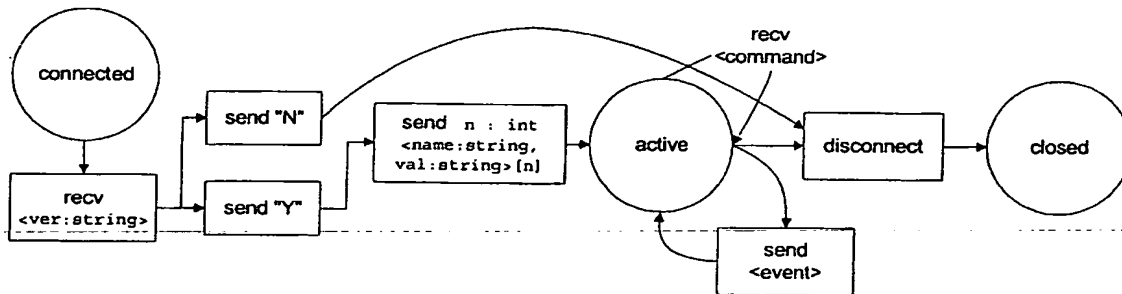 connected
recv
<ver:string>
send "N"
send "Y"
send n : int
<name:string,
val:string>[n]
active
recv
<command>
send
<event>
disconnect
closed